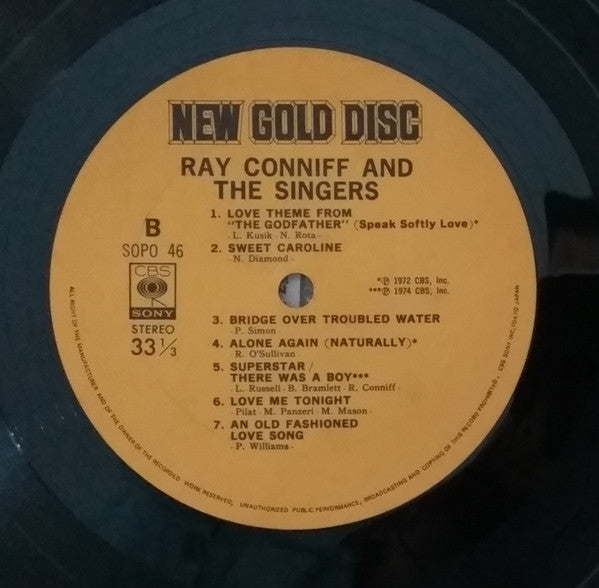 NEW GOLD DISC
RAY CONNIFF AND
THE SINGERS
B
SOPO 46
CBS
SONY
STEREO
33 1/3
1. LOVE THEME FROM
"THE GODFATHER" (Speak Softly Love)*
· L. Kusik · N. Rota ·
2. SWEET CAROLINE
· N. Diamond ·
*℗ 1972 CBS, Inc.
***℗ 1974 CBS, Inc.
3. BRIDGE OVER TROUBLED WATER
· P. Simon ·
4. ALONE AGAIN (NATURALLY)*
· R. O'Sullivan ·
5. SUPERSTAR/
THERE WAS A BOY***
· L. Russell · B. Bramlett · R. Conniff ·
6. LOVE ME TONIGHT
· Pilat · M. Panzeri · M. Mason ·
7. AN OLD FASHIONED
LOVE SONG
· P. Williams ·
ALL RIGHT OF THE MANUFACTURER AND OF THE OWNER OF THE RECORDED WORK RESERVED, UNAUTHORIZED PUBLIC PERFORMANCE, BROADCASTING AND COPYING OF THIS RECORD PROHIBITED, CBS SONY INC, TOKYO JAPAN